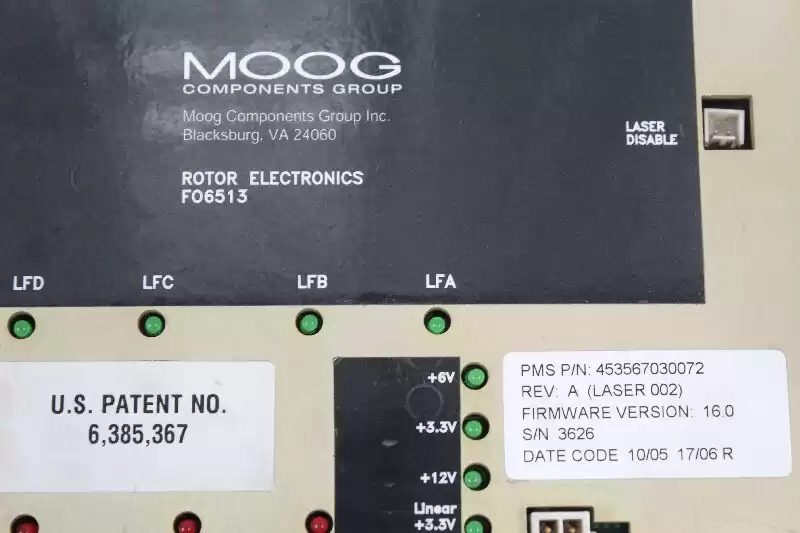 MOOG
COMPONENTS GROUP
Moog Components Group Inc.
Blacksburg, VA 24060
ROTOR ELECTRONICS
FO6513
LASER
DISABLE
LFD
LFC
LFB
LFA
U.S. PATENT NO.
6,385,367
+6V
+3.3V
+12V
Linear
+3.3V
PMS P/N: 453567030072
REV: A (LASER 002)
FIRMWARE VERSION: 16.0
S/N 3626
DATE CODE 10/05 17/06 R